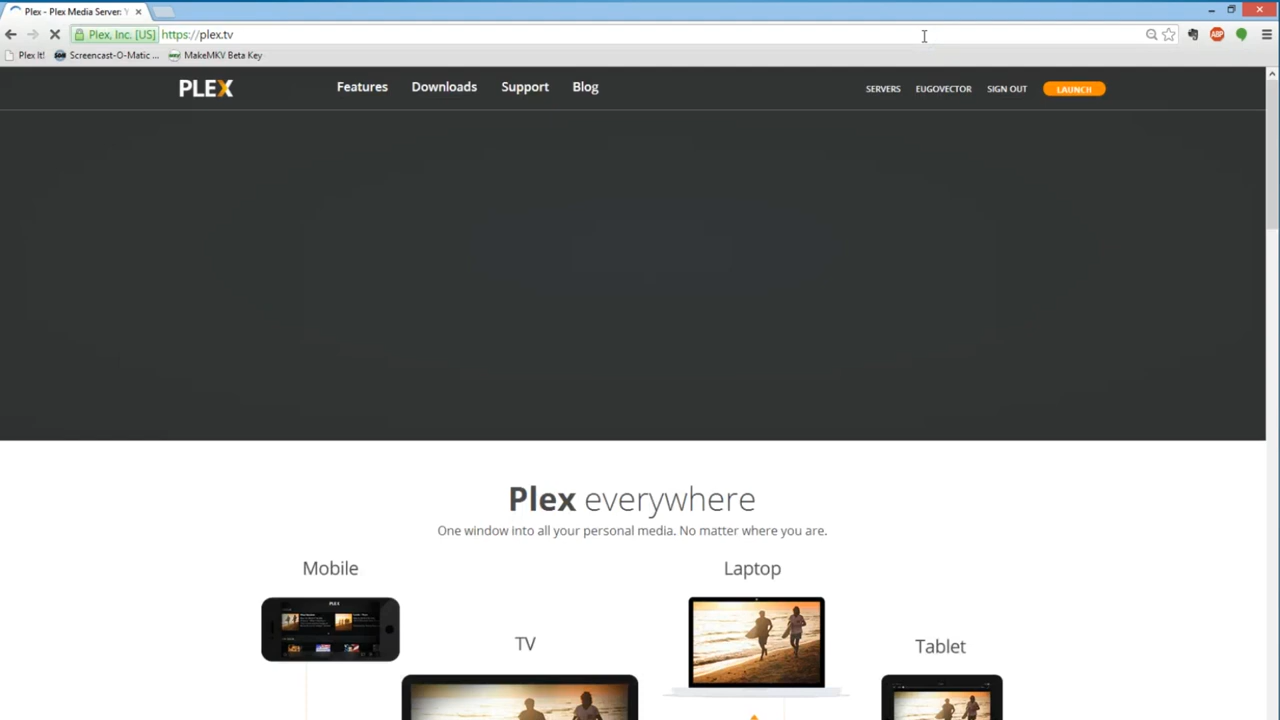 Plex - Plex Media Server: Y
Plex, Inc. [US] https://plex.tv
ABP
Plex It! Screencast-O-Matic ... MakeMKV Beta Key
PLEX Features Downloads Support Blog SERVERS EUGOVECTOR SIGN OUT LAUNCH
Plex everywhere
One window into all your personal media. No matter where you are.
Mobile
Laptop
PLEX
TV
Tablet